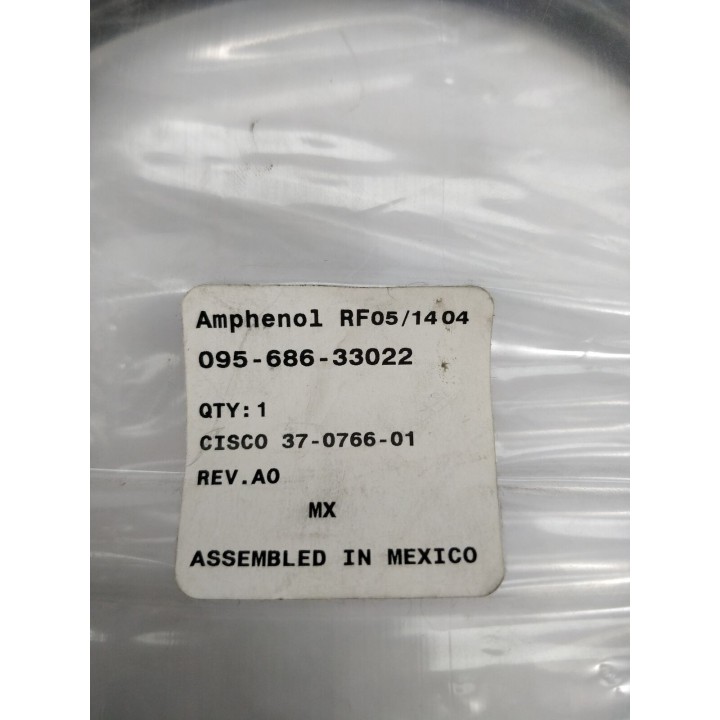 Amphenol RF05/1404
095-686-33022
QTY: 1
CISCO 37-0766-01
REV.A0
MX
ASSEMBLED IN MEXICO